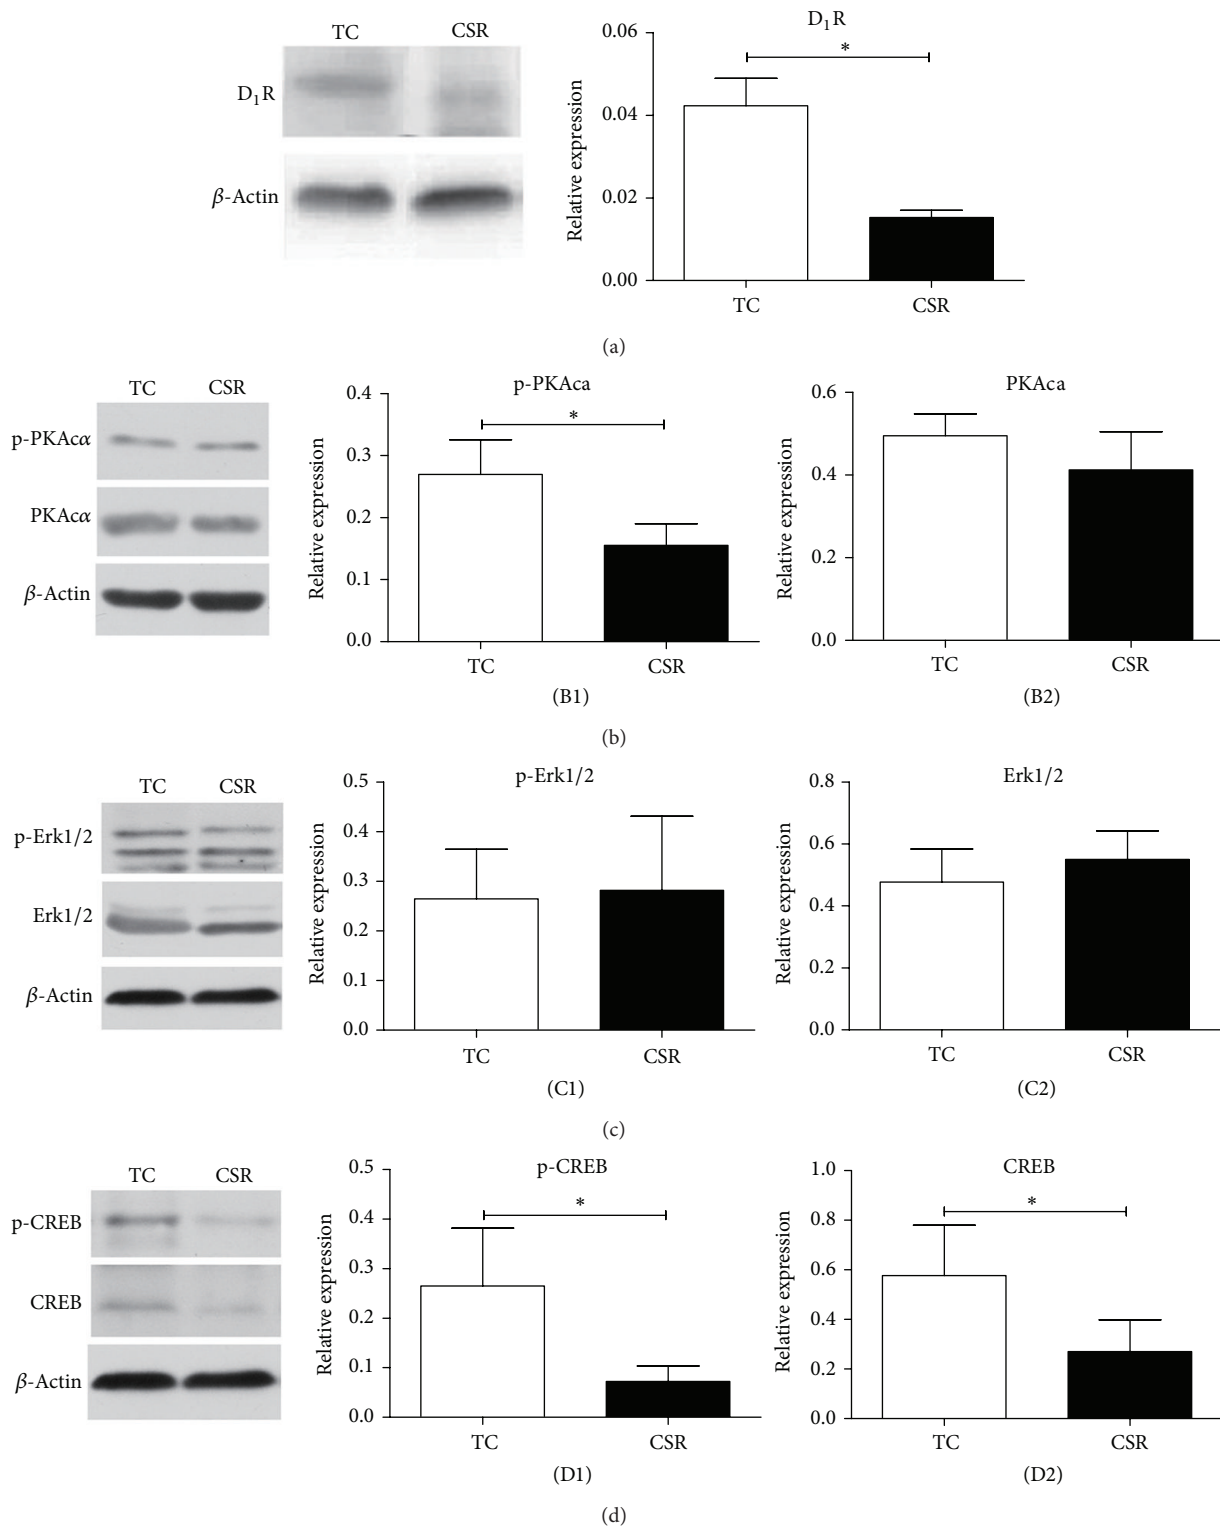 TC CSR
D₁R
β-Actin
D₁R
*
Relative expression
0.06
0.04
0.02
0.00
TC CSR
(a)
TC CSR
p-PKAcα
PKAcα
β-Actin
p-PKAca
*
Relative expression
0.4
0.3
0.2
0.1
0.0
TC CSR
(B1)
PKAca
Relative expression
0.6
0.4
0.2
0.0
TC CSR
(B2)
(b)
TC CSR
p-Erk1/2
Erk1/2
β-Actin
p-Erk1/2
Relative expression
0.5
0.4
0.3
0.2
0.1
0.0
TC CSR
(C1)
Erk1/2
Relative expression
0.8
0.6
0.4
0.2
0.0
TC CSR
(C2)
(c)
TC CSR
p-CREB
CREB
β-Actin
p-CREB
*
Relative expression
0.5
0.4
0.3
0.2
0.1
0.0
TC CSR
(D1)
CREB
*
Relative expression
1.0
0.8
0.6
0.4
0.2
0.0
TC CSR
(D2)
(d)